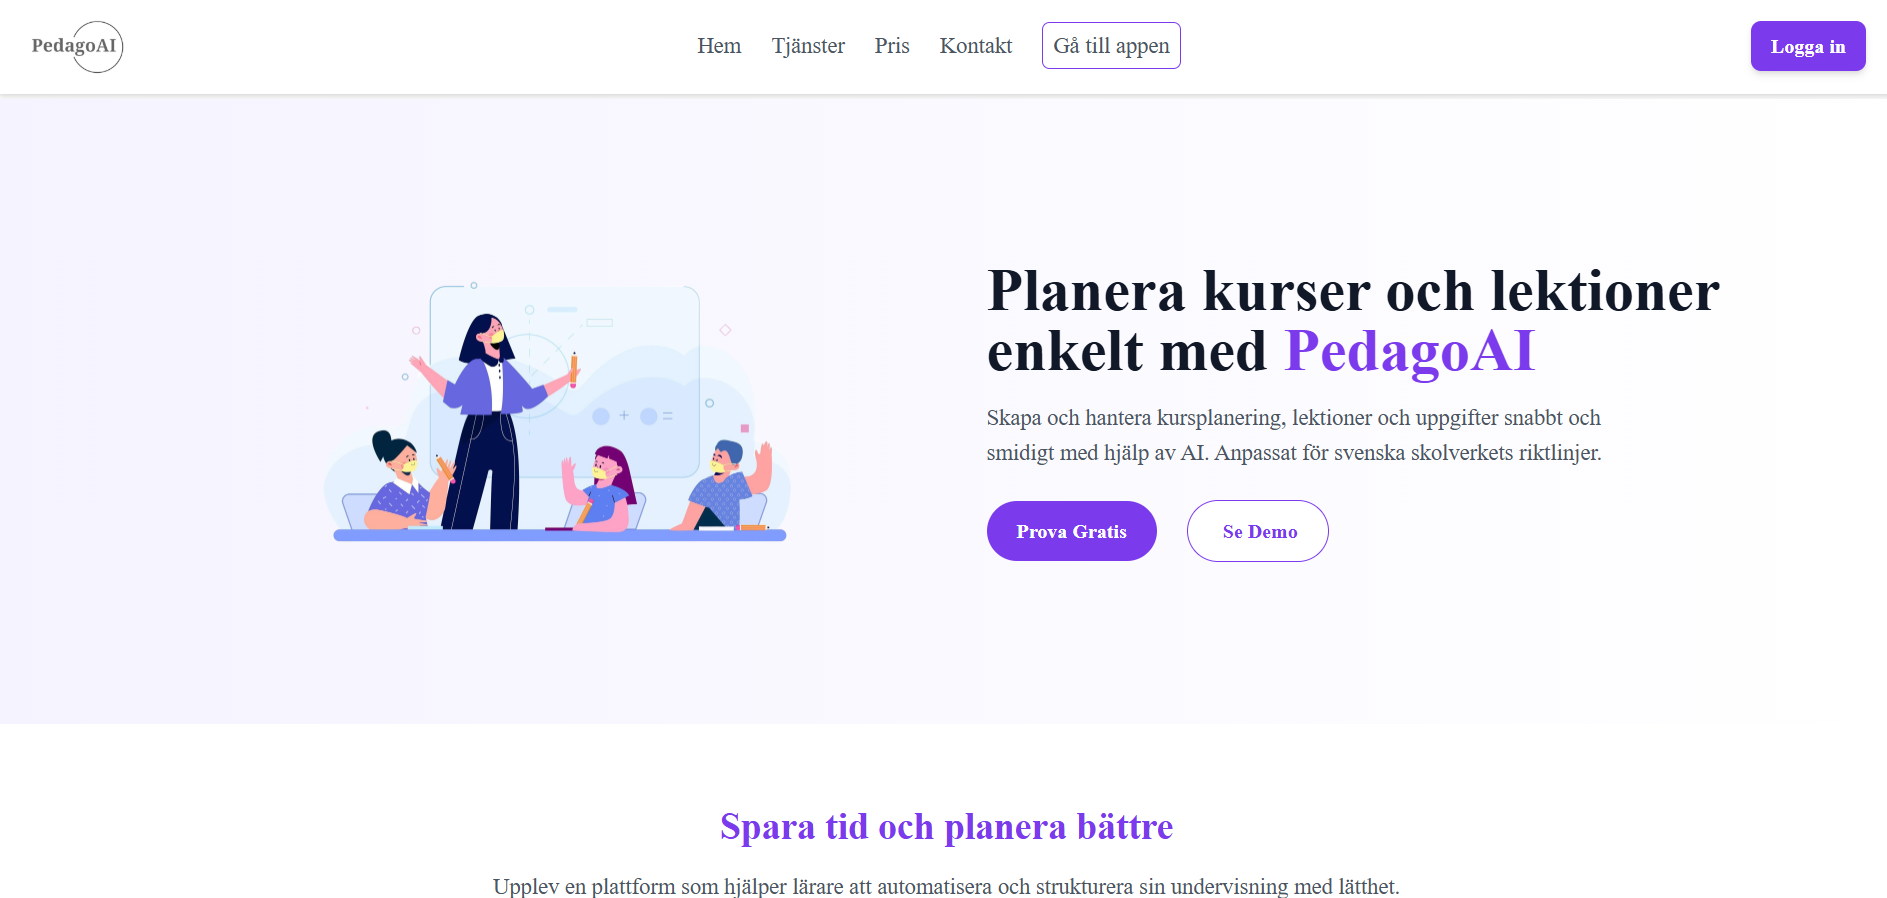 PedagoAI
Hem
Tjänster
Pris
Kontakt
Gå till appen
Logga in
Planera kurser och lektioner
enkelt med PedagoAI
Skapa och hantera kursplanering, lektioner och uppgifter snabbt och
smidigt med hjälp av AI. Anpassat för svenska skolverkets riktlinjer.
Prova Gratis
Se Demo
Spara tid och planera bättre
Upplev en plattform som hjälper lärare att automatisera och strukturera sin undervisning med lätthet.